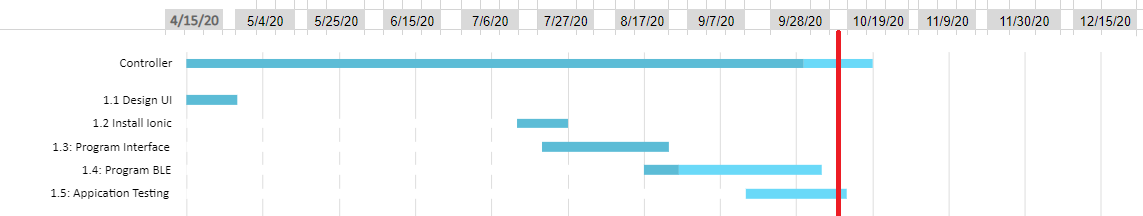 4/15/20 5/4/20 5/25/20 6/15/20 7/6/20 7/27/20 8/17/20 9/7/20 9/28/20 10/19/20 11/9/20 11/30/20 12/15/20
Controller
1.1 Design UI
1.2 Install Ionic
1.3: Program Interface
1.4: Program BLE
1.5: Appication Testing